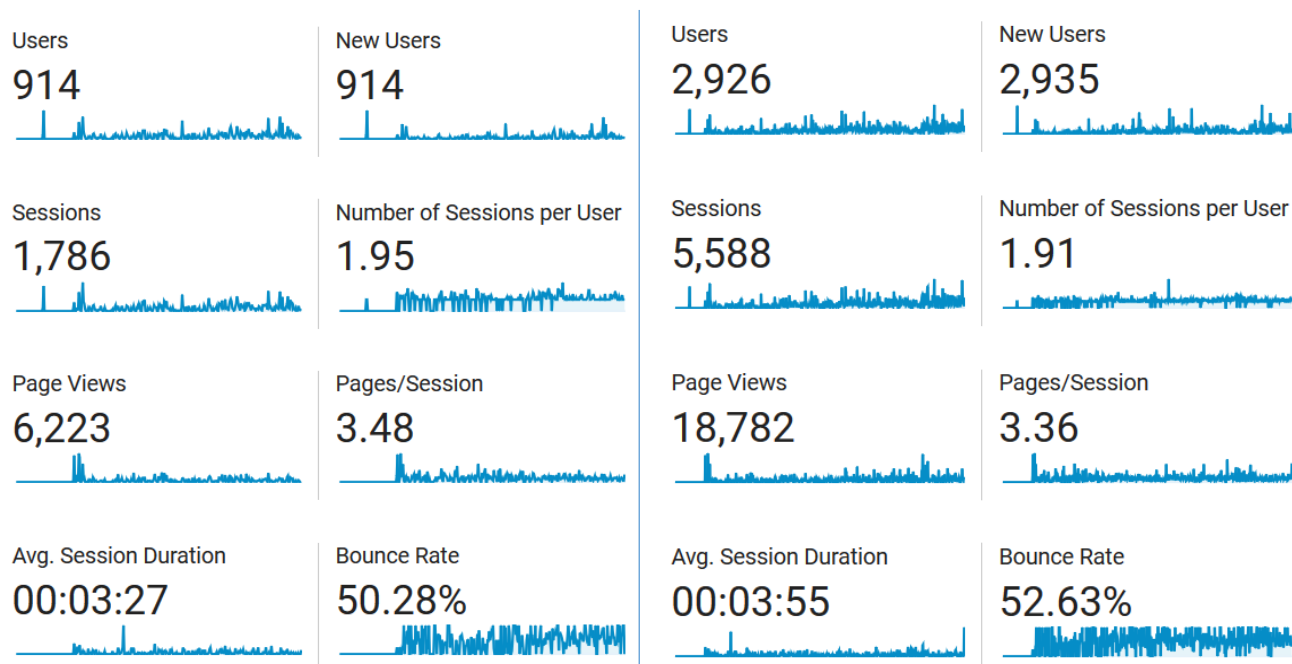 Users
914
New Users
914
Sessions
1,786
Number of Sessions per User
1.95
Page Views
6,223
Pages/Session
3.48
Avg. Session Duration
00:03:27
Bounce Rate
50.28%
Users
2,926
New Users
2,935
Sessions
5,588
Number of Sessions per User
1.91
Page Views
18,782
Pages/Session
3.36
Avg. Session Duration
00:03:55
Bounce Rate
52.63%